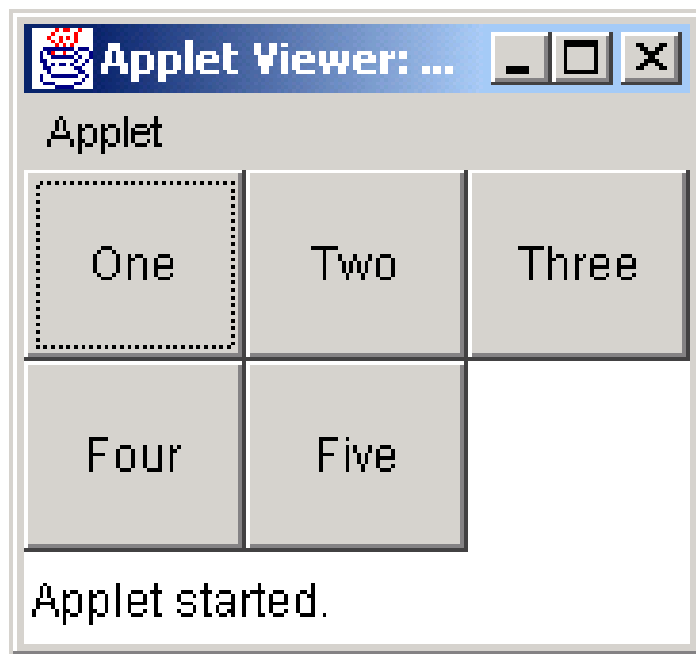 Applet Viewer: ...
Applet
One Two Three
Four Five
Applet started.